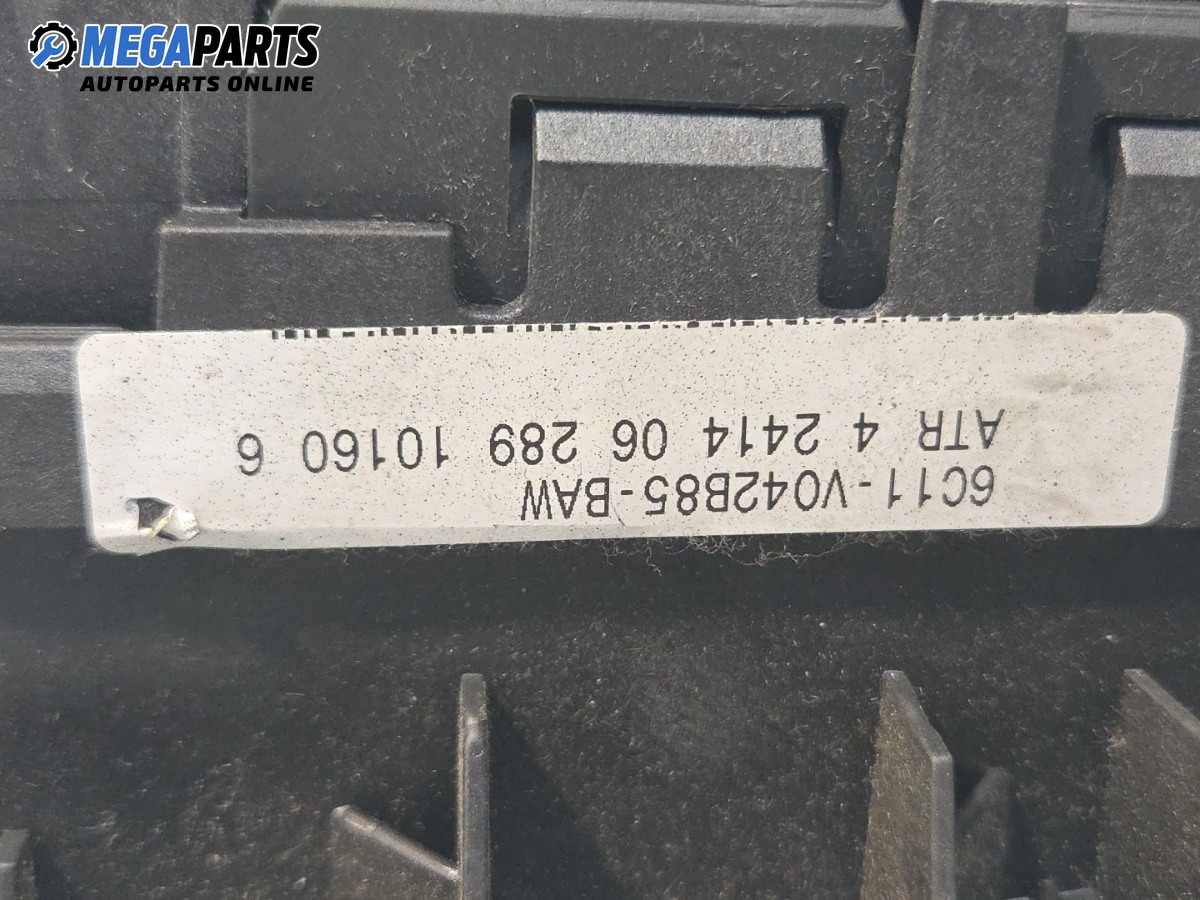 MEGAPARTS
AUTOPARTS ONLINE
6C11-V042B85-BAW
ATR 4 2414 06 289 10160 6